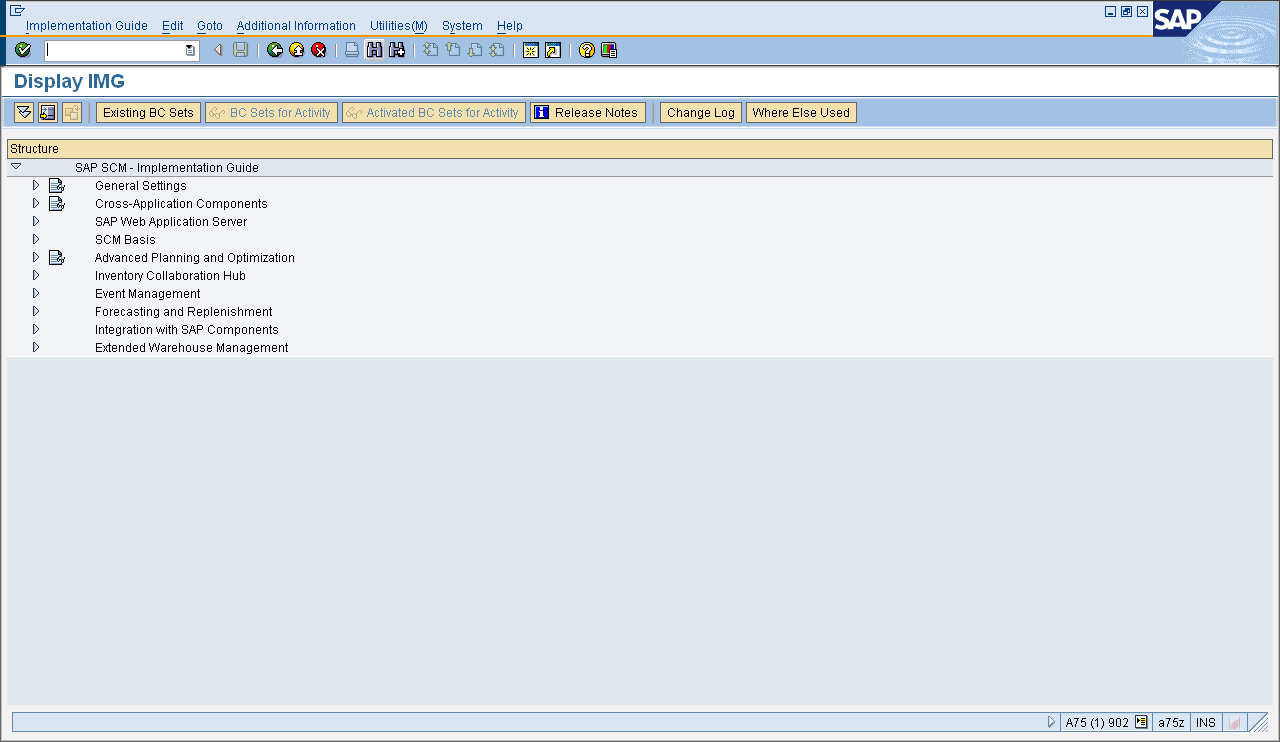 Implementation Guide Edit Goto Additional Information Utilities(M) System Help
SAP
Display IMG
Existing BC Sets BC Sets for Activity Activated BC Sets for Activity Release Notes Change Log Where Else Used
Structure
SAP SCM - Implementation Guide
General Settings
Cross-Application Components
SAP Web Application Server
SCM Basis
Advanced Planning and Optimization
Inventory Collaboration Hub
Event Management
Forecasting and Replenishment
Integration with SAP Components
Extended Warehouse Management
A75 (1) 902 a75z INS